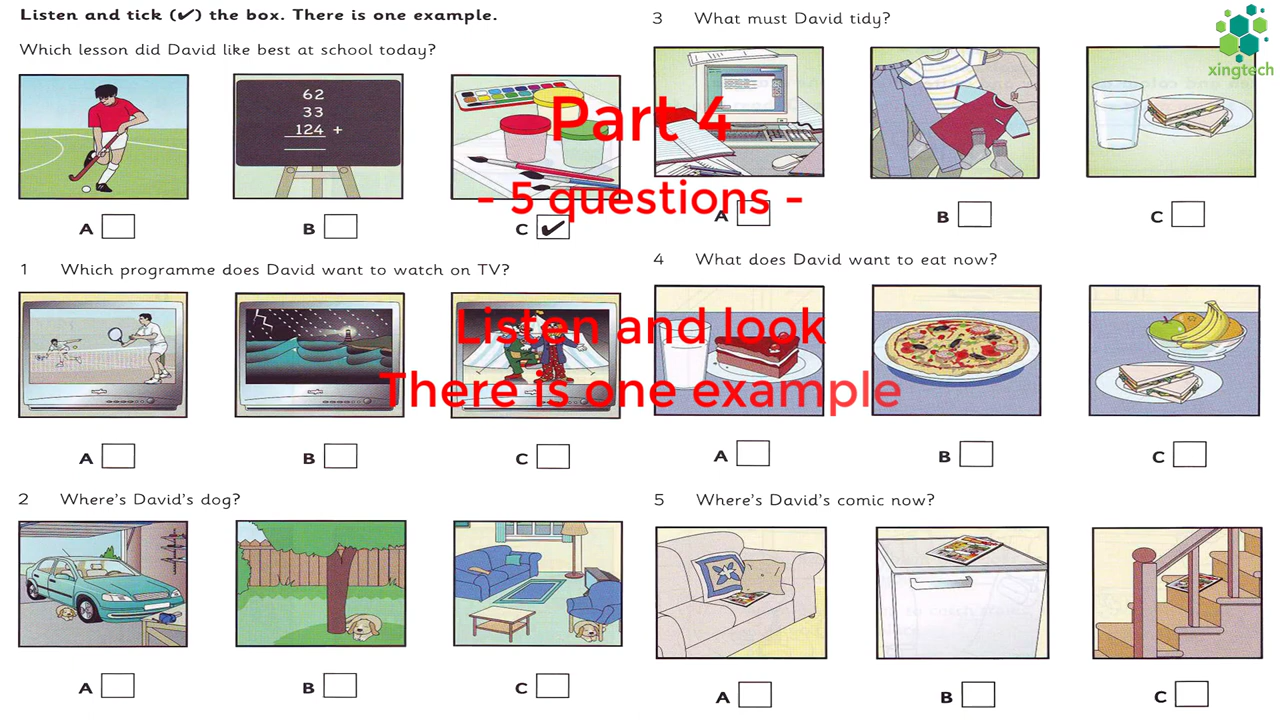 Listen and tick (✔) the box. There is one example.
Which lesson did David like best at school today?
62
33
124 +
A
B
C ✔
1 Which programme does David want to watch on TV?
A
B
C
2 Where's David's dog?
A
B
C
3 What must David tidy?
A
B
C
4 What does David want to eat now?
A
B
C
5 Where's David's comic now?
A
B
C
Part 4
- 5 questions -
Listen and look
There is one example
xingtech